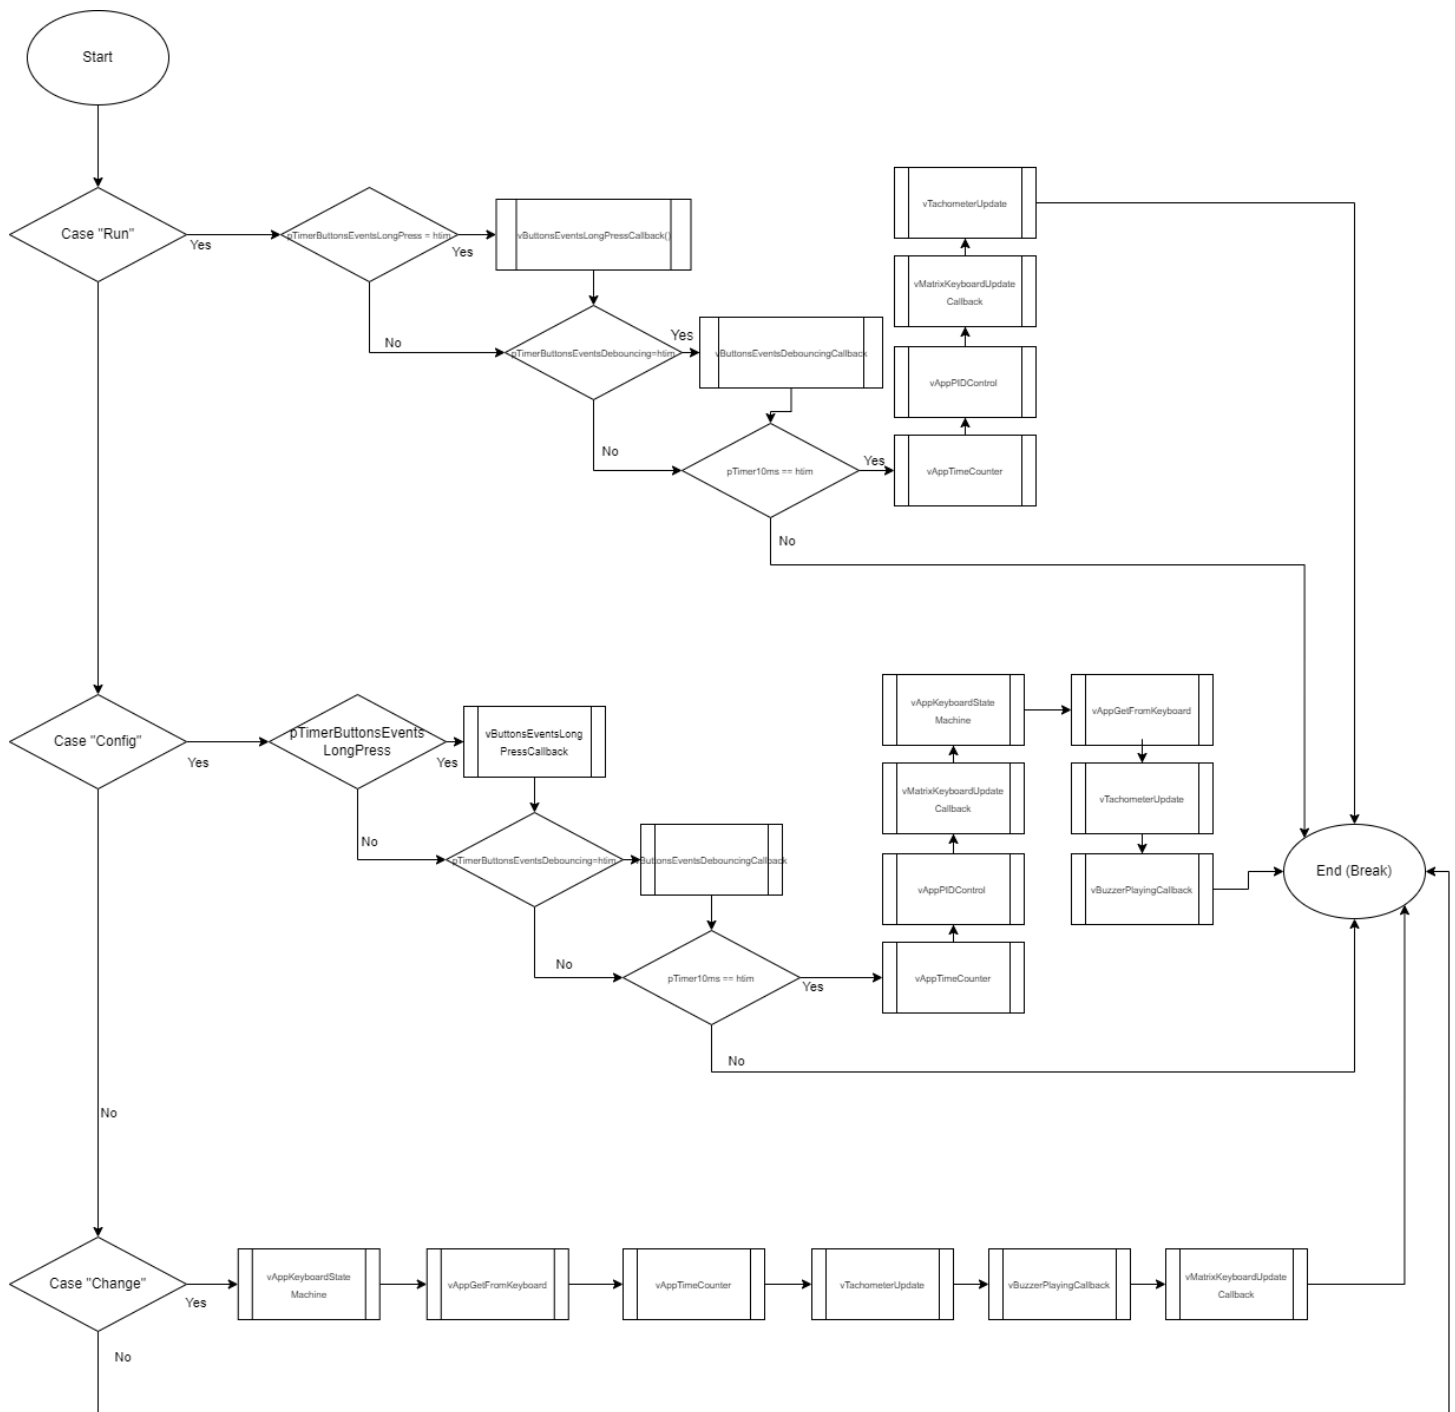 Start
Case "Run"
Yes
pTimerButtonsEventsLongPress = htim
Yes
vButtonsEventsLongPressCallback()
vTachometerUpdate
vMatrixKeyboardUpdate
Callback
No
pTimerButtonsEventsDebouncing=htim
Yes
vButtonsEventsDebouncingCallback
vAppPIDControl
No
pTimer10ms == htim
Yes
vAppTimeCounter
No
Case "Config"
Yes
pTimerButtonsEvents
LongPress
Yes
vButtonsEventsLong
PressCallback
vAppKeyboardState
Machine
vAppGetFromKeyboard
vMatrixKeyboardUpdate
Callback
vTachometerUpdate
No
pTimerButtonsEventsDebouncing=htim
ButtonsEventsDebouncingCallback
vAppPIDControl
vBuzzerPlayingCallback
End (Break)
No
pTimer10ms == htim
Yes
vAppTimeCounter
No
No
Case "Change"
Yes
vAppKeyboardState
Machine
vAppGetFromKeyboard
vAppTimeCounter
vTachometerUpdate
vBuzzerPlayingCallback
vMatrixKeyboardUpdate
Callback
No